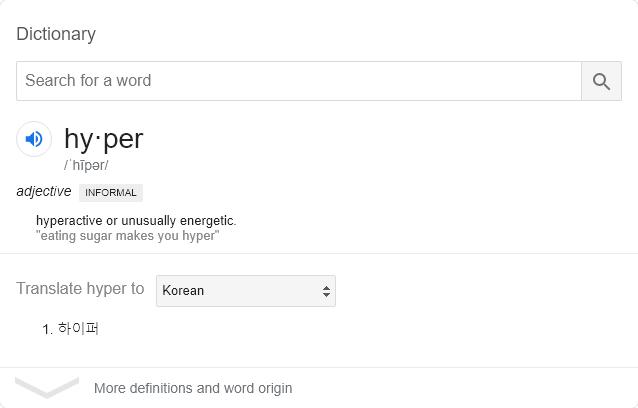 Dictionary
Search for a word
hy·per
/ˈhīpər/
adjective INFORMAL
hyperactive or unusually energetic.
"eating sugar makes you hyper"
Translate hyper to Korean
1. 하이퍼
More definitions and word origin